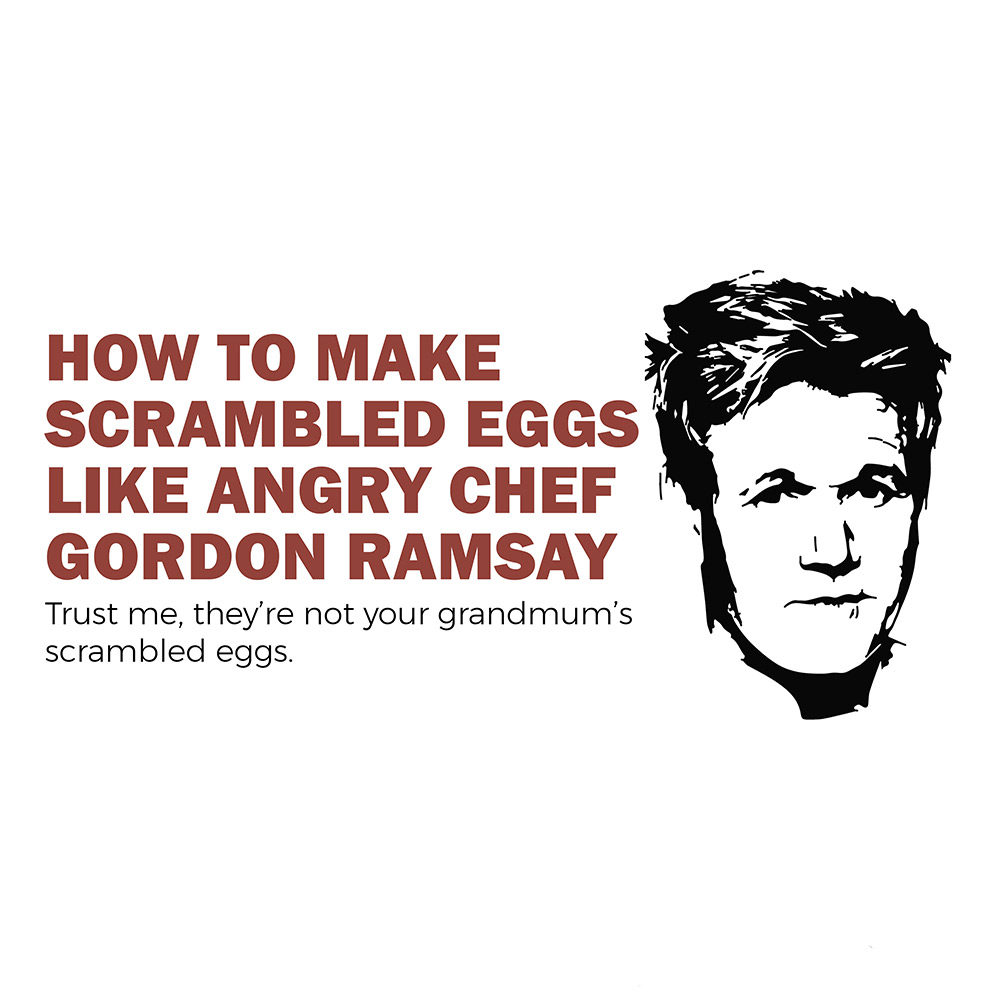 HOW TO MAKE
SCRAMBLED EGGS
LIKE ANGRY CHEF
GORDON RAMSAY
Trust me, they’re not your grandmum’s
scrambled eggs.